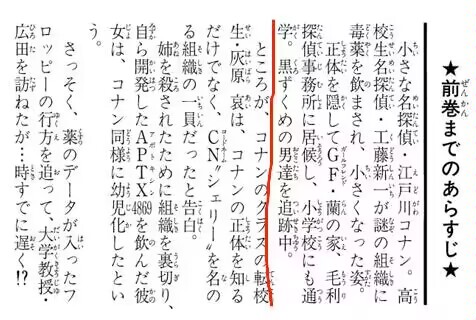 ★前巻までのあらすじ★
小さな名探偵・江戸川コナン。高
校生名探偵・工藤新一が謎の組織に
毒薬を飲まされ、小さくなった姿。
正体を隠してGF・蘭の家、毛利
探偵事務所に居候し、小学校にも通
学。黒ずくめの男達を追跡中。
ところが、コナンのクラスの転校
生・灰原 哀は、コナンの正体を知る
だけでなく、CN〝シェリー〟を名の
る組織の一員だったと告白。
姉を殺されたために組織を裏切り、
自ら開発したAPTX4869を飲んだ彼
女は、コナン同様に幼児化したとい
う。
さっそく、薬のデータが入ったフ
ロッピーの行方を追って、大学教授・
広田を訪ねたが…時すでに遅く!?